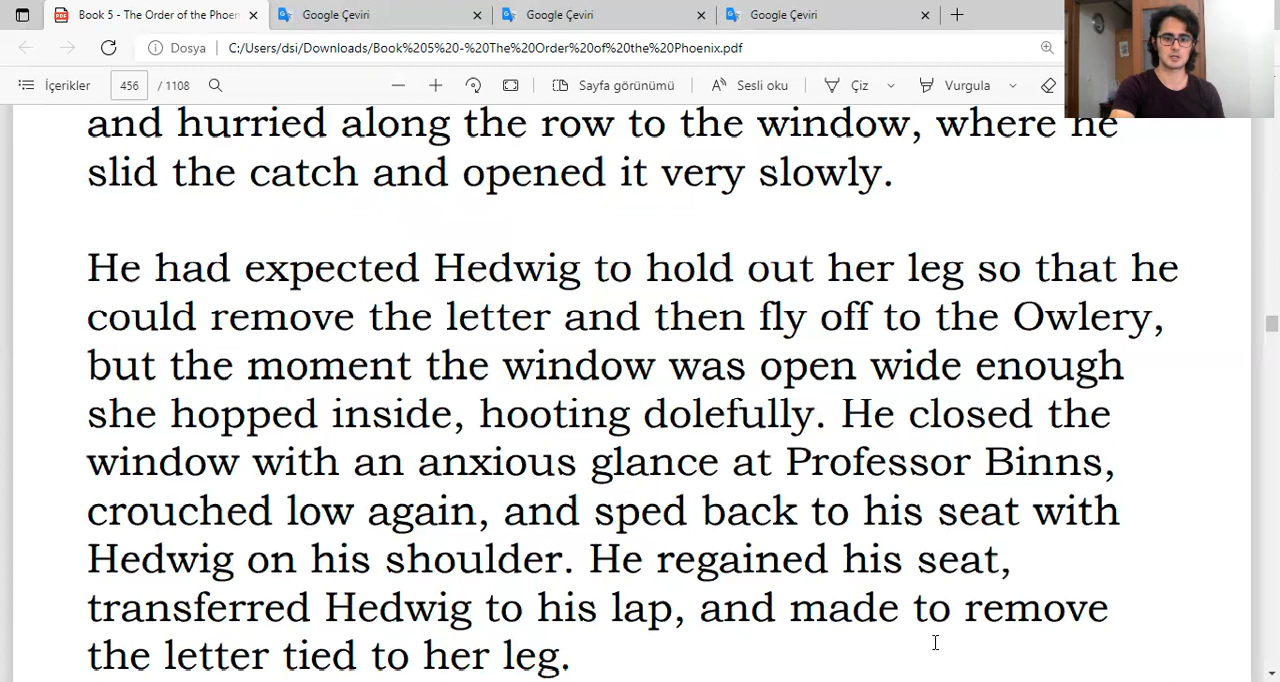 Book 5 - The Order of the Phoen
Google Çeviri
Google Çeviri
Google Çeviri
Dosya
C:/Users/dsi/Downloads/Book%205%20-%20The%20Order%20of%20the%20Phoenix.pdf
İçerikler
456
/ 1108
Sayfa görünümü
Sesli oku
Çiz
Vurgula
and hurried along the row to the window, where he
slid the catch and opened it very slowly.
He had expected Hedwig to hold out her leg so that he
could remove the letter and then fly off to the Owlery,
but the moment the window was open wide enough
she hopped inside, hooting dolefully. He closed the
window with an anxious glance at Professor Binns,
crouched low again, and sped back to his seat with
Hedwig on his shoulder. He regained his seat,
transferred Hedwig to his lap, and made to remove
the letter tied to her leg.